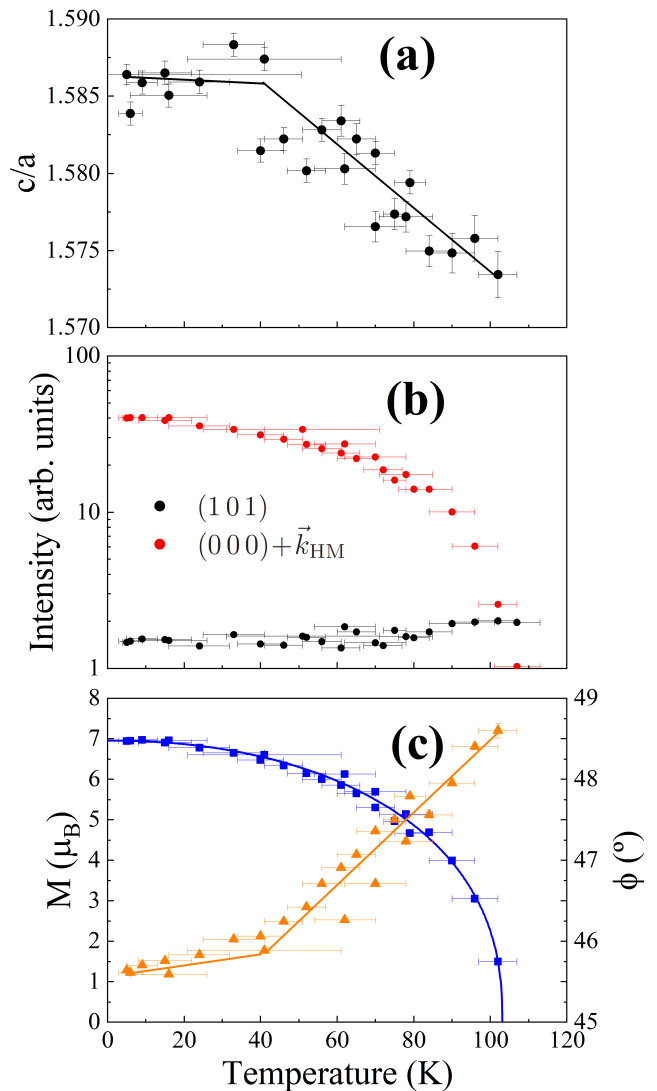 1.590
1.585
1.580
1.575
1.570
c/a
(a)
100
10
1
Intensity (arb. units)
(b)
(1 0 1)
(0 0 0)+k⃗HM
8
7
6
5
4
3
2
1
0
M (μB)
(c)
49
48
47
46
45
ϕ (º)
0 20 40 60 80 100 120
Temperature (K)